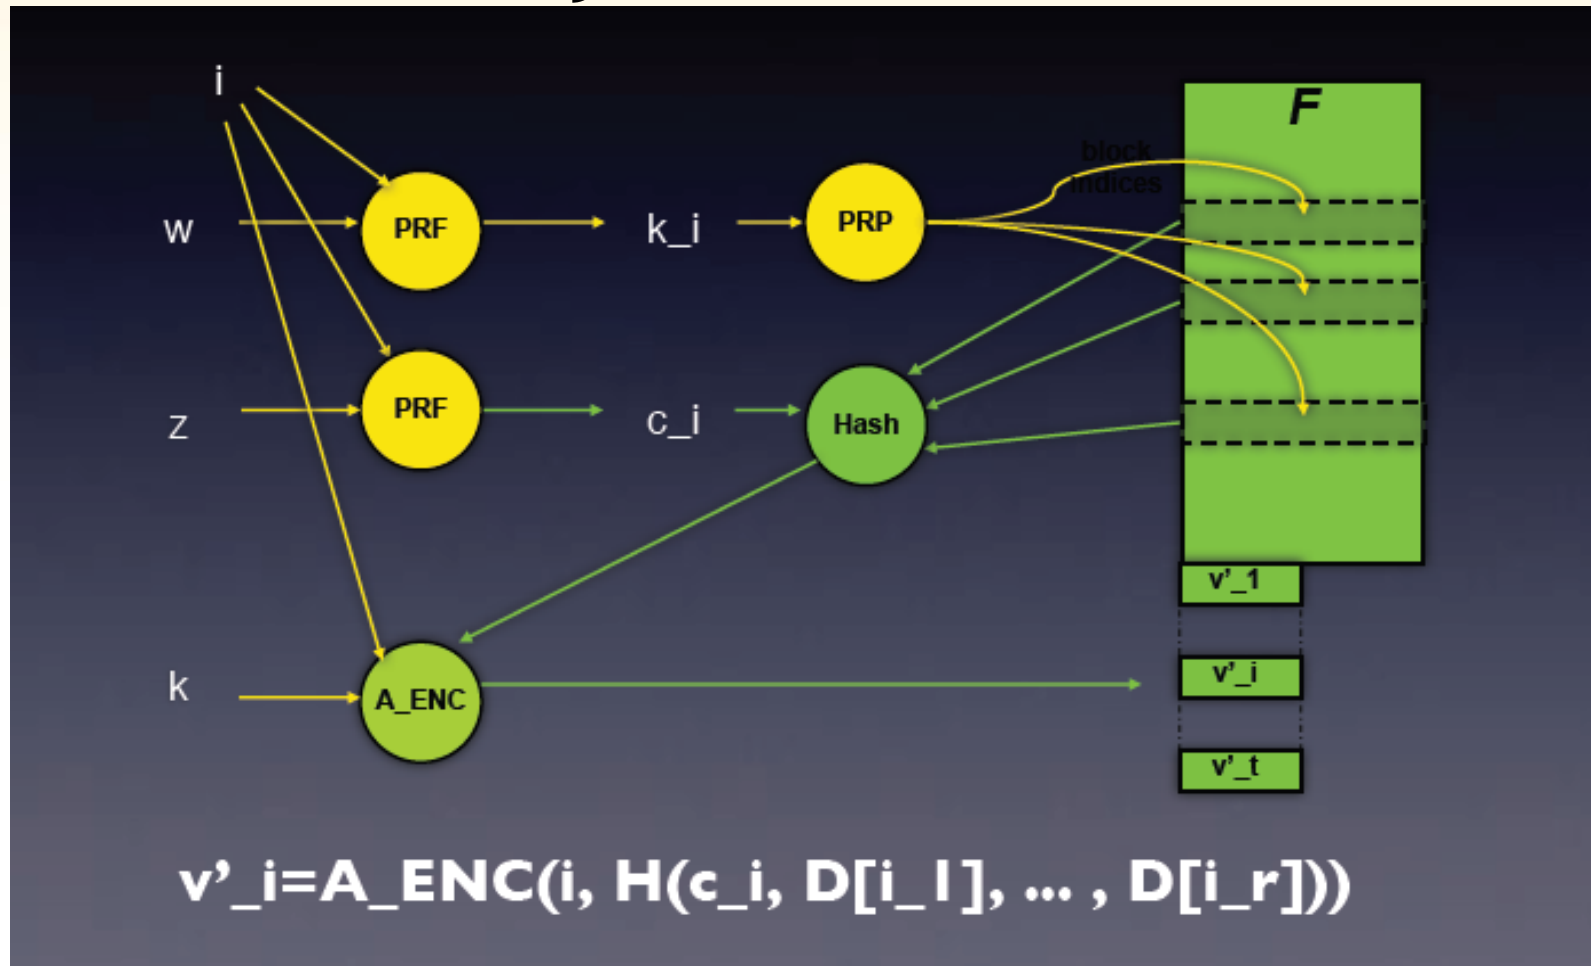 i
F
block
indices
w
PRF
k_i
PRP
z
PRF
c_i
Hash
v'_1
k
A_ENC
v'_i
v'_t
v'_i=A_ENC(i, H(c_i, D[i_1], ... , D[i_r]))